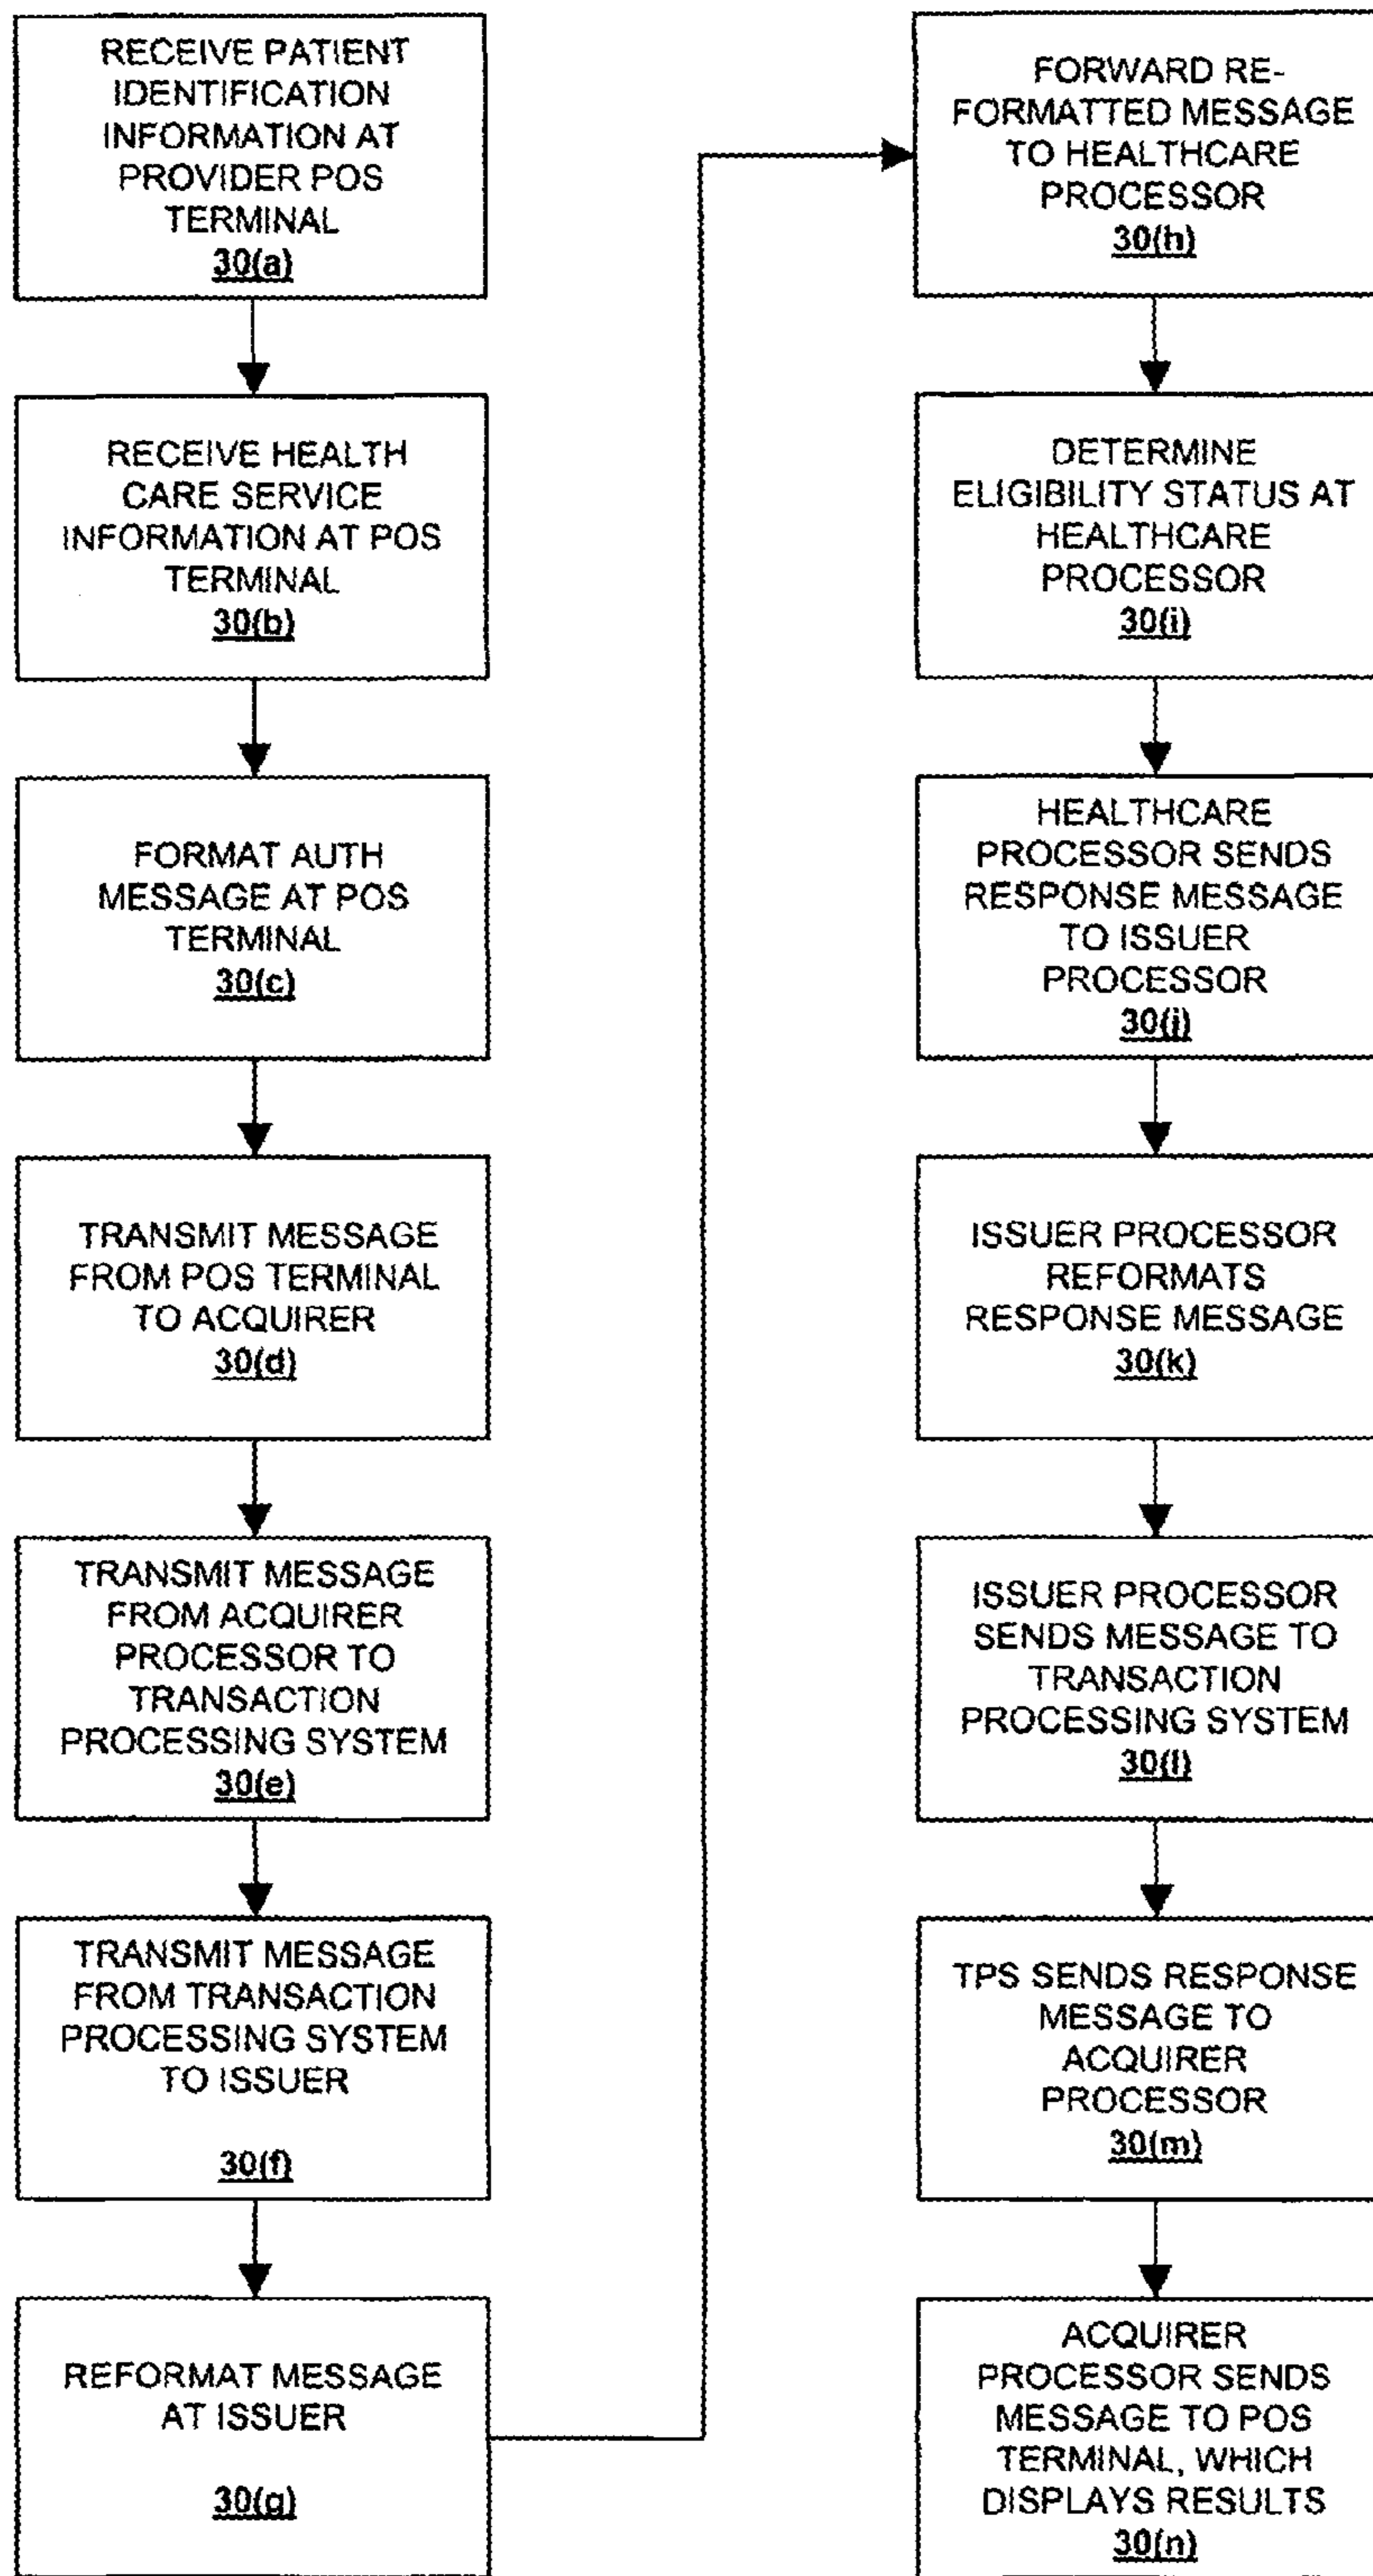 RECEIVE PATIENT
IDENTIFICATION
INFORMATION AT
PROVIDER POS
TERMINAL
30(a)
RECEIVE HEALTH
CARE SERVICE
INFORMATION AT POS
TERMINAL
30(b)
FORMAT AUTH
MESSAGE AT POS
TERMINAL
30(c)
TRANSMIT MESSAGE
FROM POS TERMINAL
TO ACQUIRER
30(d)
TRANSMIT MESSAGE
FROM ACQUIRER
PROCESSOR TO
TRANSACTION
PROCESSING SYSTEM
30(e)
TRANSMIT MESSAGE
FROM TRANSACTION
PROCESSING SYSTEM
TO ISSUER
30(f)
REFORMAT MESSAGE
AT ISSUER
30(g)
FORWARD RE-
FORMATTED MESSAGE
TO HEALTHCARE
PROCESSOR
30(h)
DETERMINE
ELIGIBILITY STATUS AT
HEALTHCARE
PROCESSOR
30(i)
HEALTHCARE
PROCESSOR SENDS
RESPONSE MESSAGE
TO ISSUER
PROCESSOR
30(j)
ISSUER PROCESSOR
REFORMATS
RESPONSE MESSAGE
30(k)
ISSUER PROCESSOR
SENDS MESSAGE TO
TRANSACTION
PROCESSING SYSTEM
30(l)
TPS SENDS RESPONSE
MESSAGE TO
ACQUIRER
PROCESSOR
30(m)
ACQUIRER
PROCESSOR SENDS
MESSAGE TO POS
TERMINAL, WHICH
DISPLAYS RESULTS
30(n)